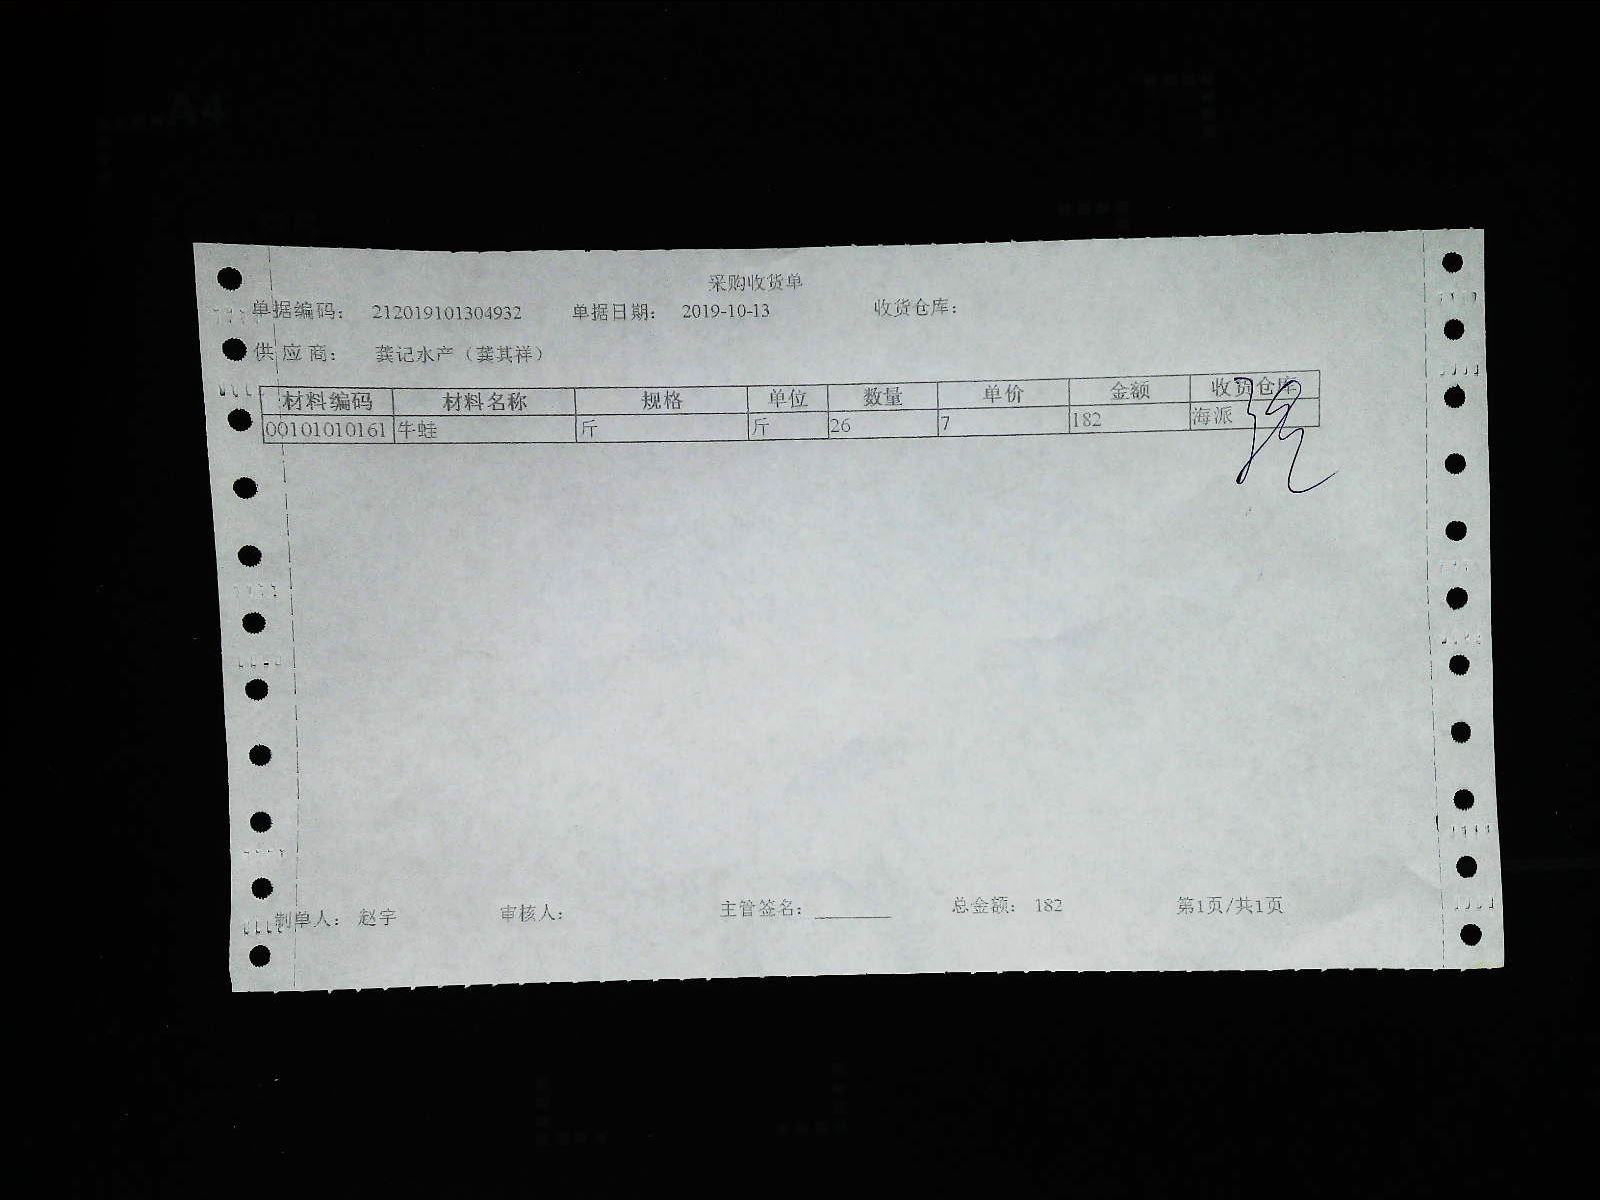 采购收货单
单据编码： 212019101304932 单据日期： 2019-10-13 收货仓库：
供 应 商： 龚记水产（龚其祥）
材料编码 材料名称 规格 单位 数量 单价 金额 收货仓库
00101010161 牛蛙 斤 斤 26 7 182 海派
制单人： 赵宇 审核人： 主管签名： ________ 总金额： 182 第1页/共1页